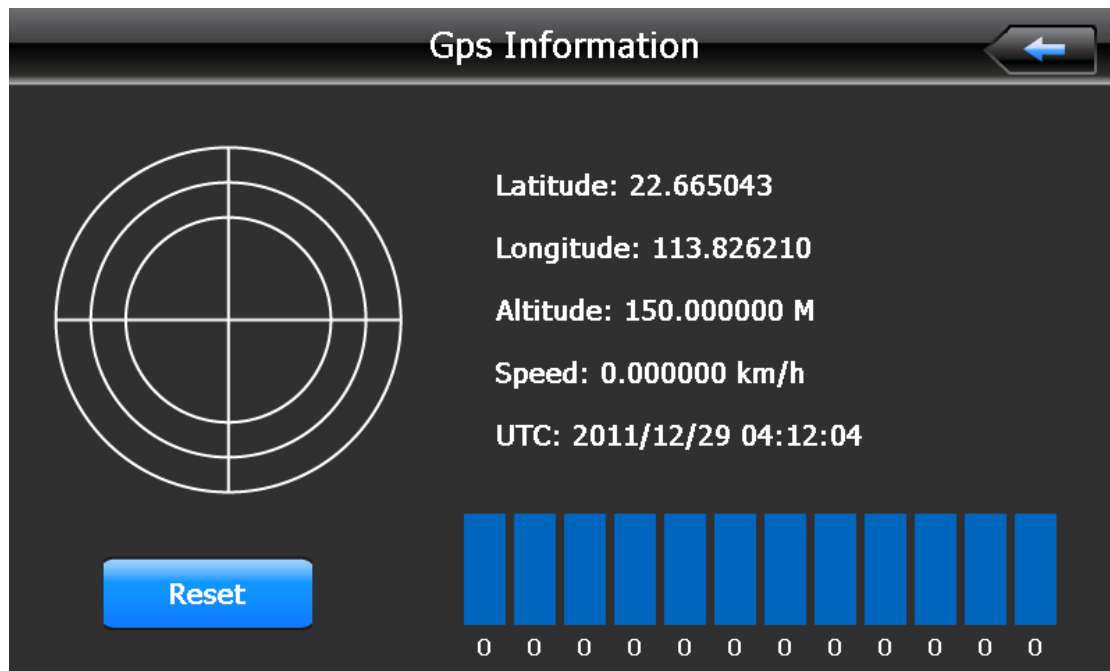 Gps Information
Latitude: 22.665043
Longitude: 113.826210
Altitude: 150.000000 M
Speed: 0.000000 km/h
UTC: 2011/12/29 04:12:04
Reset
0 0 0 0 0 0 0 0 0 0 0 0